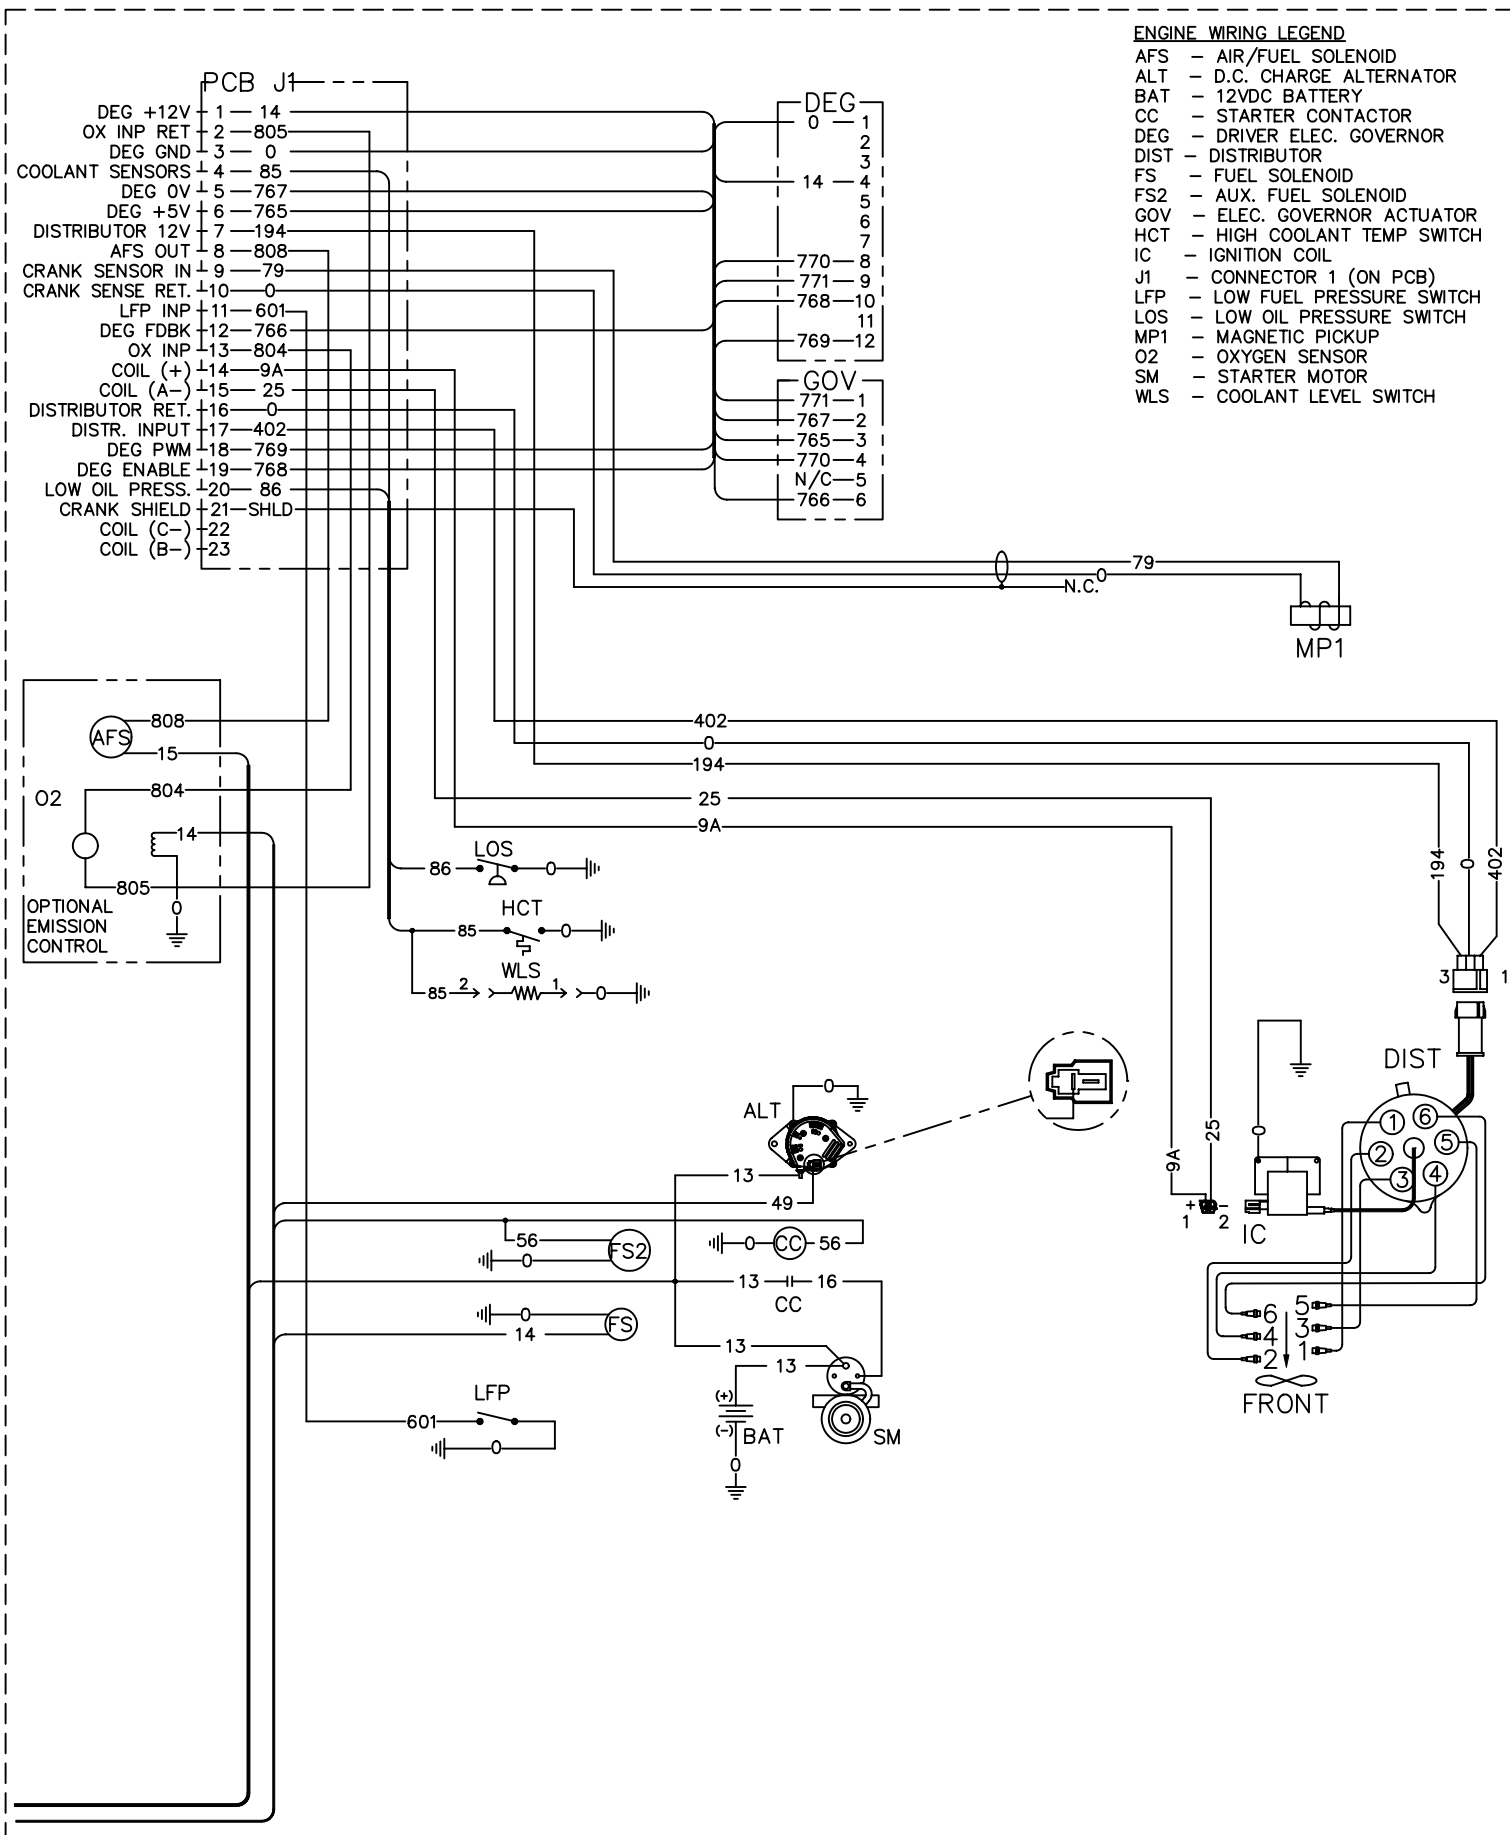 ENGINE WIRING LEGEND
AFS – AIR/FUEL SOLENOID
ALT – D.C. CHARGE ALTERNATOR
BAT – 12VDC BATTERY
CC – STARTER CONTACTOR
DEG – DRIVER ELEC. GOVERNOR
DIST – DISTRIBUTOR
FS – FUEL SOLENOID
FS2 – AUX. FUEL SOLENOID
GOV – ELEC. GOVERNOR ACTUATOR
HCT – HIGH COOLANT TEMP SWITCH
IC – IGNITION COIL
J1 – CONNECTOR 1 (ON PCB)
LFP – LOW FUEL PRESSURE SWITCH
LOS – LOW OIL PRESSURE SWITCH
MP1 – MAGNETIC PICKUP
O2 – OXYGEN SENSOR
SM – STARTER MOTOR
WLS – COOLANT LEVEL SWITCH
PCB J1
DEG +12V 1 14
OX INP RET 2 805
DEG GND 3 0
COOLANT SENSORS 4 85
DEG 0V 5 767
DEG +5V 6 765
DISTRIBUTOR 12V 7 194
AFS OUT 8 808
CRANK SENSOR IN 9 79
CRANK SENSE RET. 10 0
LFP INP 11 601
DEG FDBK 12 766
OX INP 13 804
COIL (+) 14 9A
COIL (A–) 15 25
DISTRIBUTOR RET. 16 0
DISTR. INPUT 17 402
DEG PWM 18 769
DEG ENABLE 19 768
LOW OIL PRESS. 20 86
CRANK SHIELD 21 SHLD
COIL (C–) 22
COIL (B–) 23
DEG
0 1
2
3
14 4
5
6
7
770 8
771 9
768 10
11
769 12
GOV
771 1
767 2
765 3
770 4
N/C 5
766 6
79
0
N.C.
MP1
AFS
808
15
O2
804
14
805
0
OPTIONAL
EMISSION
CONTROL
402
0
194
25
9A
LOS
86 0
HCT
85 0
WLS
85 2 1 0
194
0
402
3 1
DIST
1
6
2
5
3
4
ALT
0
13
49
9A
25
0
+ –
1 2
IC
56
FS2
0
0 CC 56
13 16
CC
0
FS
14
13
13
(+)
(–)
BAT
SM
0
LFP
601
0
6 5
4 3
2 1
FRONT